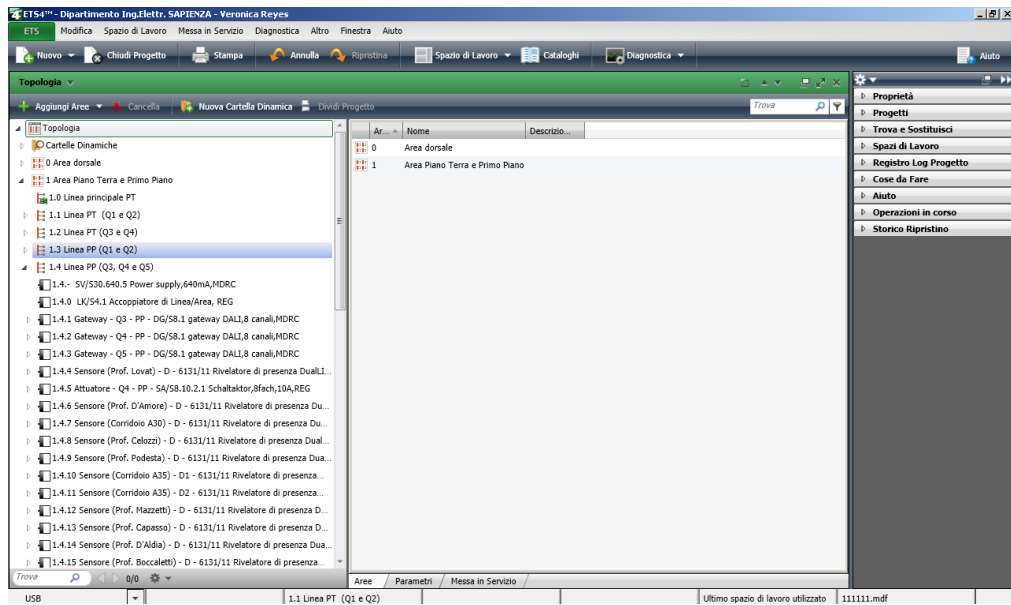 ETS4™ - Dipartimento Ing.Elettr. SAPIENZA - Veronica Reyes
ETS Modifica Spazio di Lavoro Messa in Servizio Diagnostica Altro Finestra Aiuto
Nuovo Chiudi Progetto Stampa Annulla Ripristina Spazio di Lavoro Cataloghi Diagnostica Aiuto
Topologia
Aggiungi Aree Cancella Nuova Cartella Dinamica Dividi Progetto Trova
Topologia
Cartelle Dinamiche
0 Area dorsale
1 Area Piano Terra e Primo Piano
1.0 Linea principale PT
1.1 Linea PT (Q1 e Q2)
1.2 Linea PT (Q3 e Q4)
1.3 Linea PP (Q1 e Q2)
1.4 Linea PP (Q3, Q4 e Q5)
1.4.- SV/S30.640.5 Power supply,640mA,MDRC
1.4.0 LK/S4.1 Accoppiatore di Linea/Area, REG
1.4.1 Gateway - Q3 - PP - DG/S8.1 gateway DALI,8 canali,MDRC
1.4.2 Gateway - Q4 - PP - DG/S8.1 gateway DALI,8 canali,MDRC
1.4.3 Gateway - Q5 - PP - DG/S8.1 gateway DALI,8 canali,MDRC
1.4.4 Sensore (Prof. Lovat) - D - 6131/11 Rivelatore di presenza DualLI...
1.4.5 Attuatore - Q4 - PP - SA/S8.10.2.1 Schaltaktor,8fach,10A,REG
1.4.6 Sensore (Prof. D'Amore) - D - 6131/11 Rivelatore di presenza Du...
1.4.7 Sensore (Corridoio A30) - D - 6131/11 Rivelatore di presenza Du...
1.4.8 Sensore (Prof. Celozzi) - D - 6131/11 Rivelatore di presenza Dual...
1.4.9 Sensore (Prof. Podesta) - D - 6131/11 Rivelatore di presenza Dua...
1.4.10 Sensore (Corridoio A35) - D1 - 6131/11 Rivelatore di presenza...
1.4.11 Sensore (Corridoio A35) - D2 - 6131/11 Rivelatore di presenza...
1.4.12 Sensore (Prof. Mazzetti) - D - 6131/11 Rivelatore di presenza D...
1.4.13 Sensore (Prof. Capasso) - D - 6131/11 Rivelatore di presenza D...
1.4.14 Sensore (Prof. D'Aldia) - D - 6131/11 Rivelatore di presenza Dua...
1.4.15 Sensore (Prof. Boccaletti) - D - 6131/11 Rivelatore di presenza...
Trova 0/0
Ar... Nome Descrizio...
0 Area dorsale
1 Area Piano Terra e Primo Piano
Aree Parametri Messa in Servizio
Proprietà
Progetti
Trova e Sostituisci
Spazi di Lavoro
Registro Log Progetto
Cose da Fare
Aiuto
Operazioni in corso
Storico Ripristino
USB 1.1 Linea PT (Q1 e Q2) Ultimo spazio di lavoro utilizzato 111111.mdf